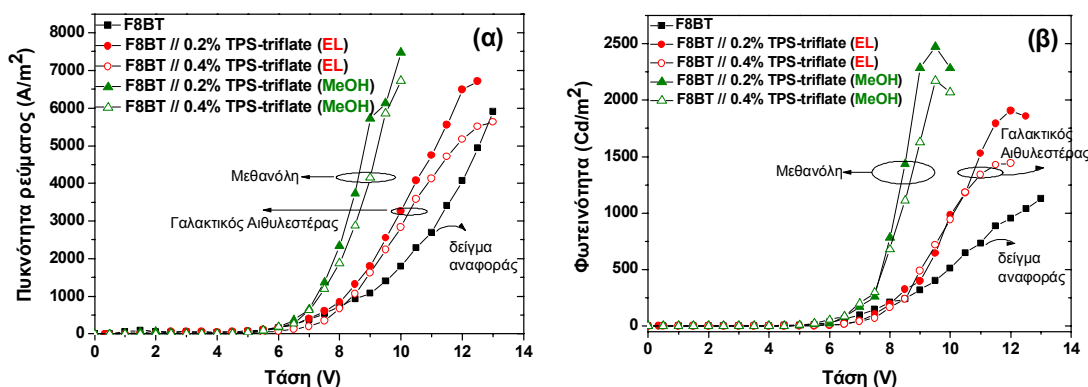 (α)
F8BT
F8BT // 0.2% TPS-triflate (EL)
F8BT // 0.4% TPS-triflate (EL)
F8BT // 0.2% TPS-triflate (MeOH)
F8BT // 0.4% TPS-triflate (MeOH)
Πυκνότητα ρεύματος (A/m²)
8000
7000
6000
5000
4000
3000
2000
1000
0
Μεθανόλη
Γαλακτικός Αιθυλεστέρας
δείγμα
αναφοράς
0 2 4 6 8 10 12 14
Τάση (V)
(β)
F8BT
F8BT // 0.2% TPS-triflate (EL)
F8BT // 0.4% TPS-triflate (EL)
F8BT // 0.2% TPS-triflate (MeOH)
F8BT // 0.4% TPS-triflate (MeOH)
Φωτεινότητα (Cd/m²)
2500
2000
1500
1000
500
0
Γαλακτικός
Αιθυλεστέρας
Μεθανόλη
δείγμα
αναφοράς
0 2 4 6 8 10 12 14
Τάση (V)